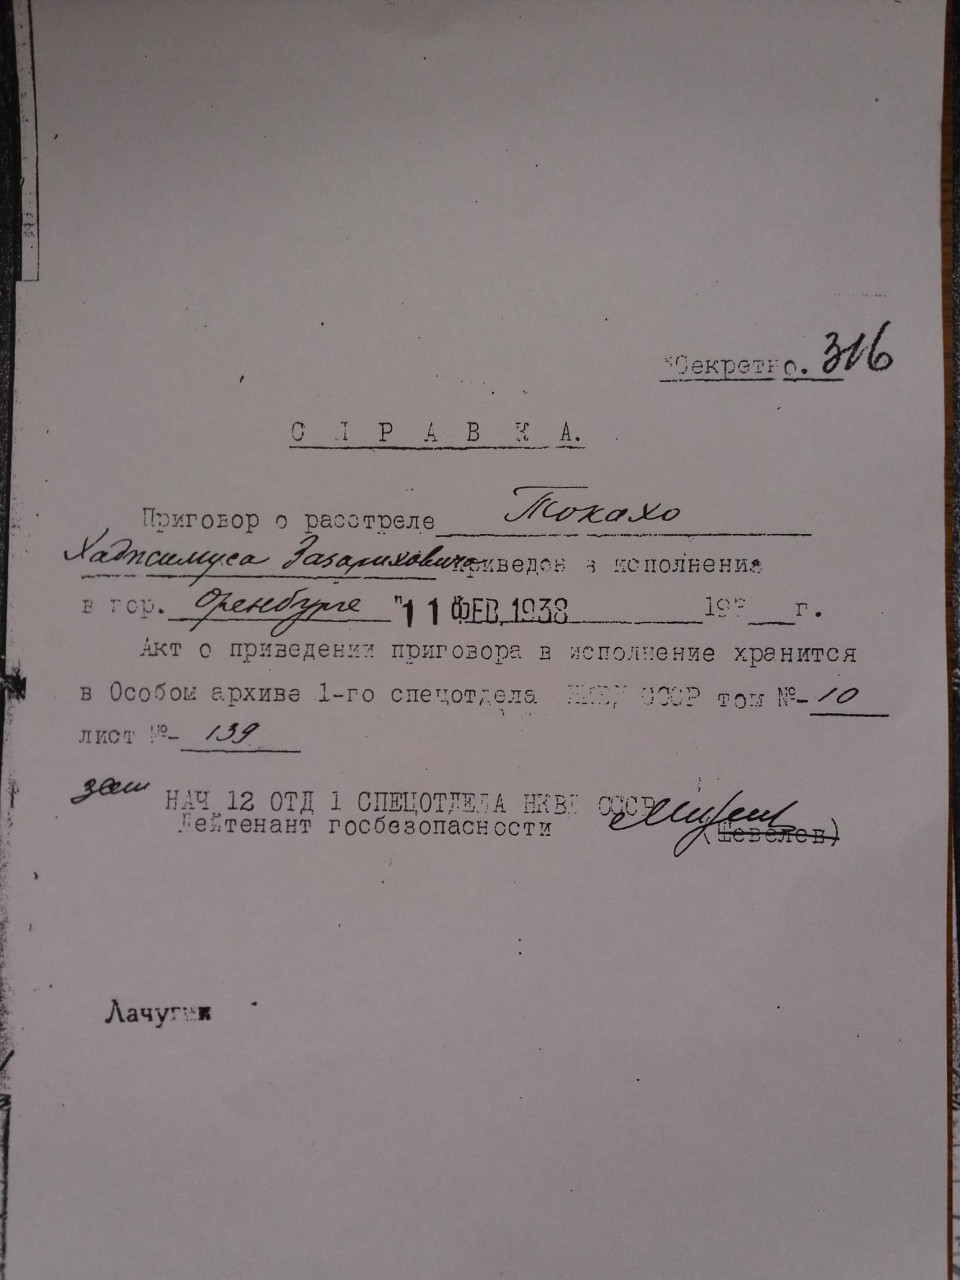 Секретно. 316
СПРАВКА.
Приговор о расстреле Токахо
Хаджимуса Забариховича приведен в исполнение
в гор. Оренбурге "11 ФЕВ. 1938 193 г.
Акт о приведении приговора в исполнение хранится
в Особом архиве 1-го спецотдела НКВД СССР том №- 10
лист №- 139
зам НАЧ 12 ОТД 1 СПЕЦОТДЕЛА НКВД СССР
Лейтенант госбезопасности (Шевелев)
Лачугин